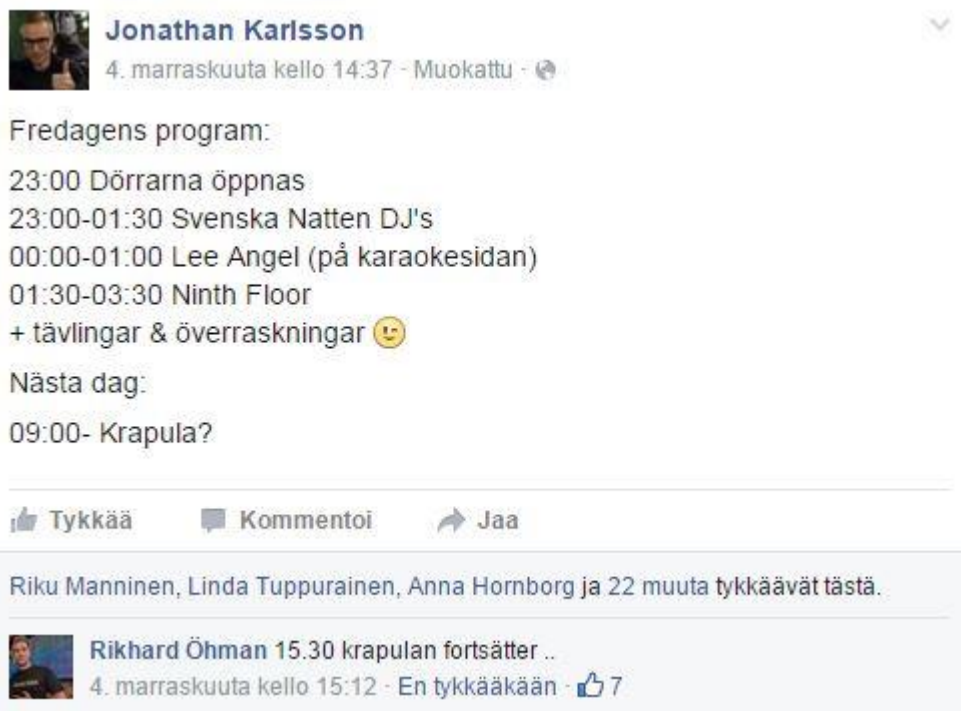 Jonathan Karlsson
4. marraskuuta kello 14:37 · Muokattu ·
Fredagens program:
23:00 Dörrarna öppnas
23:00-01:30 Svenska Natten DJ's
00:00-01:00 Lee Angel (på karaokesidan)
01:30-03:30 Ninth Floor
+ tävlingar & överraskningar 😉
Nästa dag:
09:00- Krapula?
Tykkää Kommentoi Jaa
Riku Manninen, Linda Tuppurainen, Anna Hornborg ja 22 muuta tykkäävät tästä.
Rikhard Öhman 15.30 krapulan fortsätter ..
4. marraskuuta kello 15:12 · En tykkääkään · 7